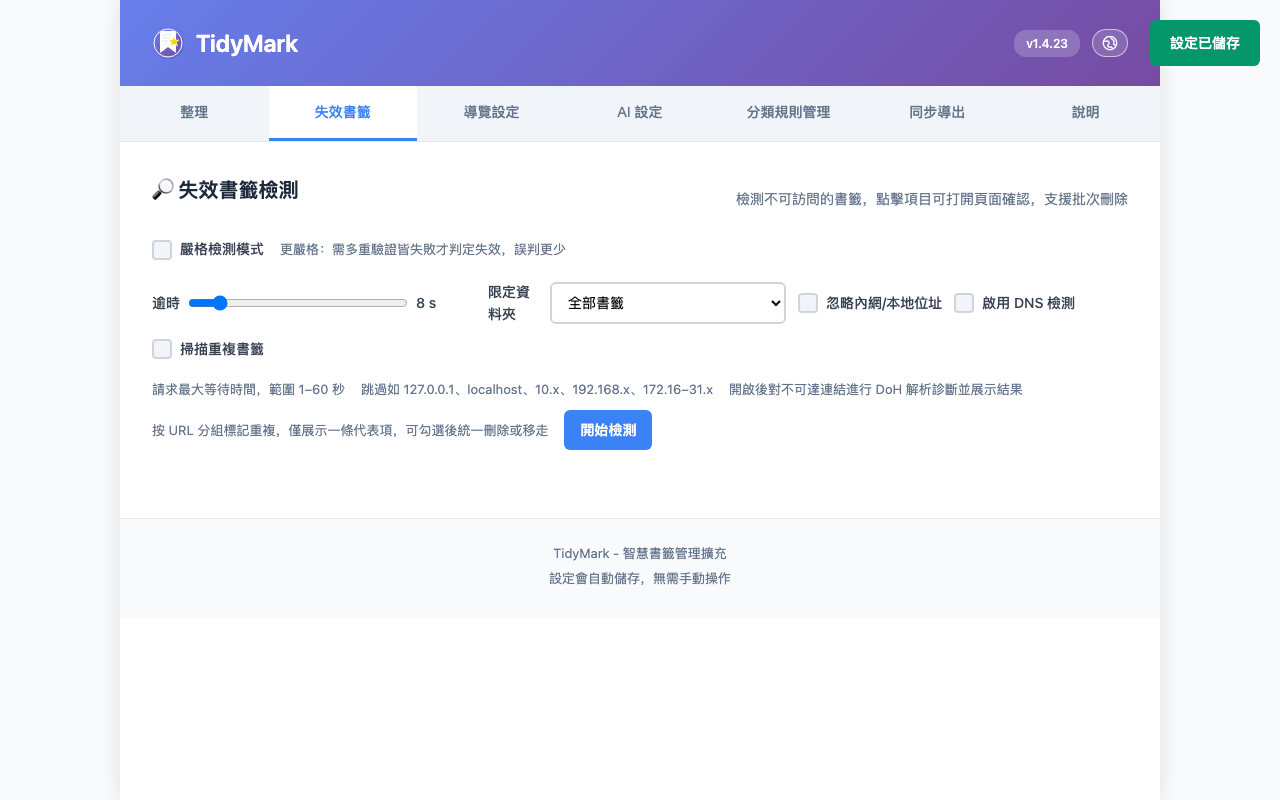 TidyMark
v1.4.23
設定已儲存
整理
失效書籤
導覽設定
AI 設定
分類規則管理
同步導出
說明
🔎 失效書籤檢測
檢測不可訪問的書籤，點擊項目可打開頁面確認，支援批次刪除
嚴格檢測模式
更嚴格：需多重驗證皆失敗才判定失效，誤判更少
逾時
8 s
限定資
料夾
全部書籤
忽略內網/本地位址
啟用 DNS 檢測
掃描重複書籤
請求最大等待時間，範圍 1–60 秒
跳過如 127.0.0.1、localhost、10.x、192.168.x、172.16–31.x
開啟後對不可達連結進行 DoH 解析診斷並展示結果
按 URL 分組標記重複，僅展示一條代表項，可勾選後統一刪除或移走
開始檢測
TidyMark - 智慧書籤管理擴充
設定會自動儲存，無需手動操作